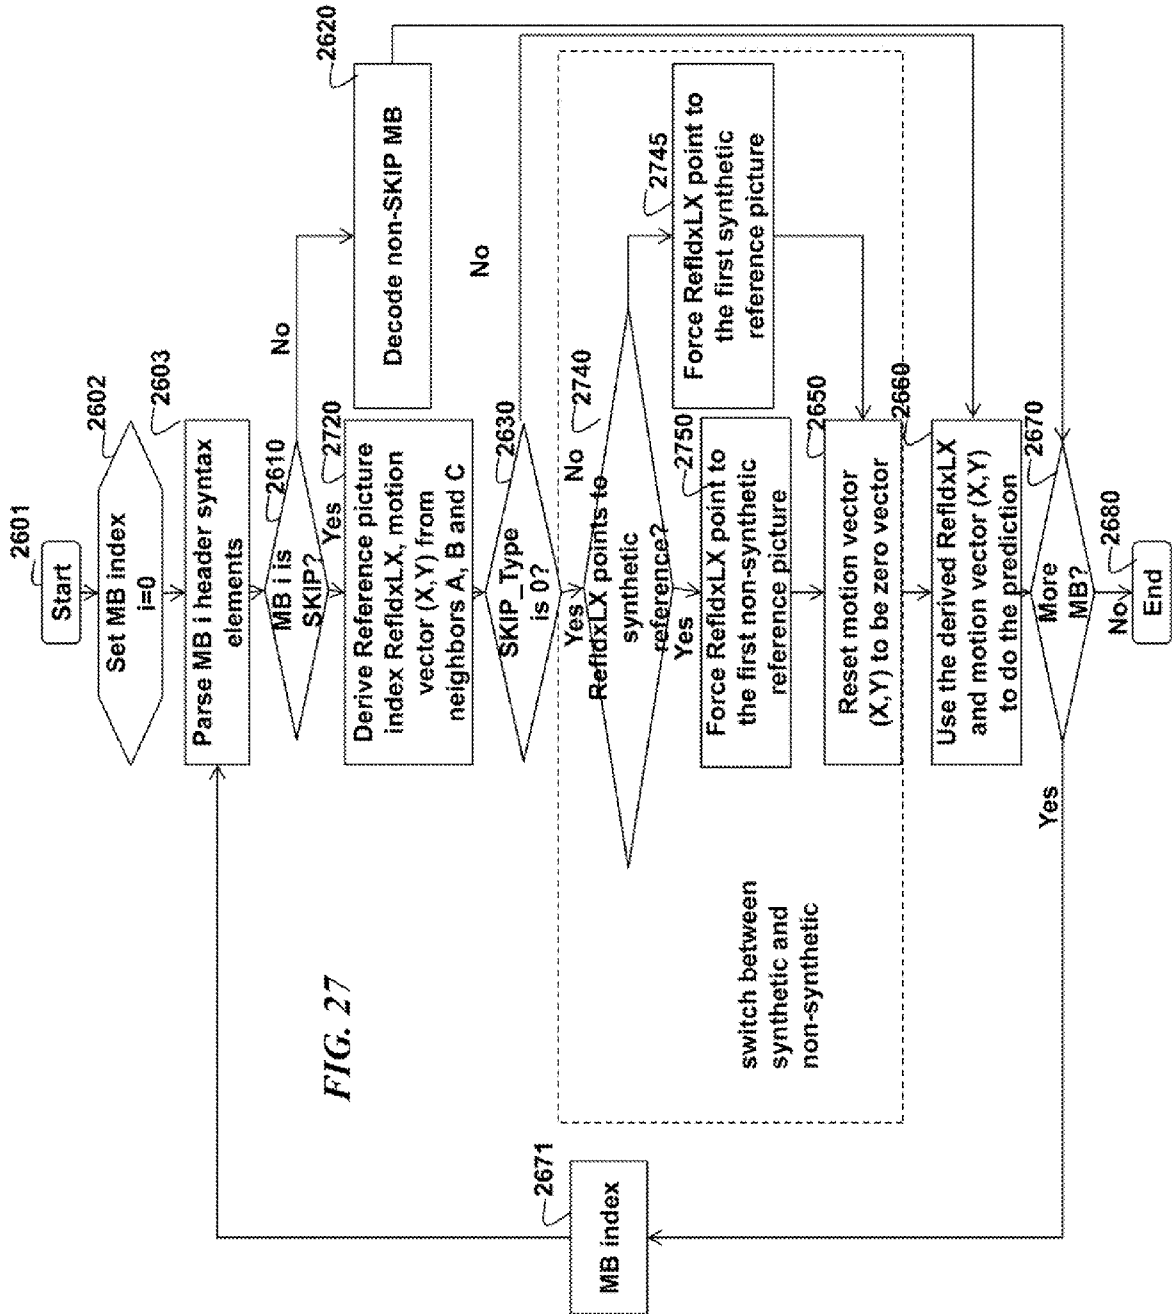 2601
Start
2602
Set MB index
i=0
2603
Parse MB i header syntax
elements
2610
MB i is
SKIP?
No
Yes
2620
Decode non-SKIP MB
2720
Derive Reference picture
index RefIdxLX, motion
vector (X,Y) from
neighbors A, B and C
2630
SKIP_Type
is 0?
No
Yes
2740
RefIdxLX points to
synthetic
reference?
No
Yes
2745
Force RefIdxLX point to
the first synthetic
reference picture
2750
Force RefIdxLX point to
the first non-synthetic
reference picture
2650
Reset motion vector
(X,Y) to be zero vector
switch between
synthetic and
non-synthetic
2660
Use the derived RefIdxLX
and motion vector (X,Y)
to do the prediction
2670
More
MB?
Yes
No
2680
End
2671
MB index
FIG. 27